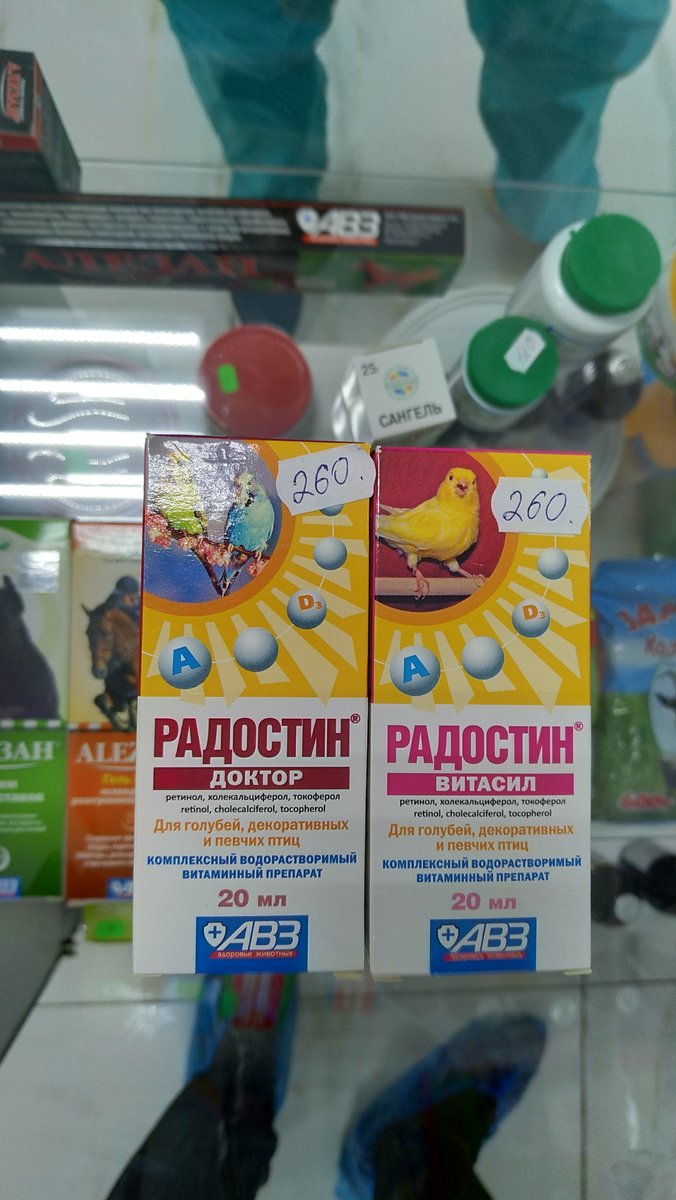 АВЗ
АЛЕЗАН
25
САНГЕЛЬ
260.
D₃
A
РАДОСТИН®
ДОКТОР
ретинол, холекальциферол, токоферол
retinol, cholecalciferol, tocopherol
Для голубей, декоративных
и певчих птиц
КОМПЛЕКСНЫЙ ВОДОРАСТВОРИМЫЙ
ВИТАМИННЫЙ ПРЕПАРАТ
20 мл
АВЗ
здоровье животных
260.
D₃
A
РАДОСТИН®
ВИТАСИЛ
ретинол, холекальциферол, токоферол
retinol, cholecalciferol, tocopherol
Для голубей, декоративных
и певчих птиц
КОМПЛЕКСНЫЙ ВОДОРАСТВОРИМЫЙ
ВИТАМИННЫЙ ПРЕПАРАТ
20 мл
АВЗ
здоровье животных